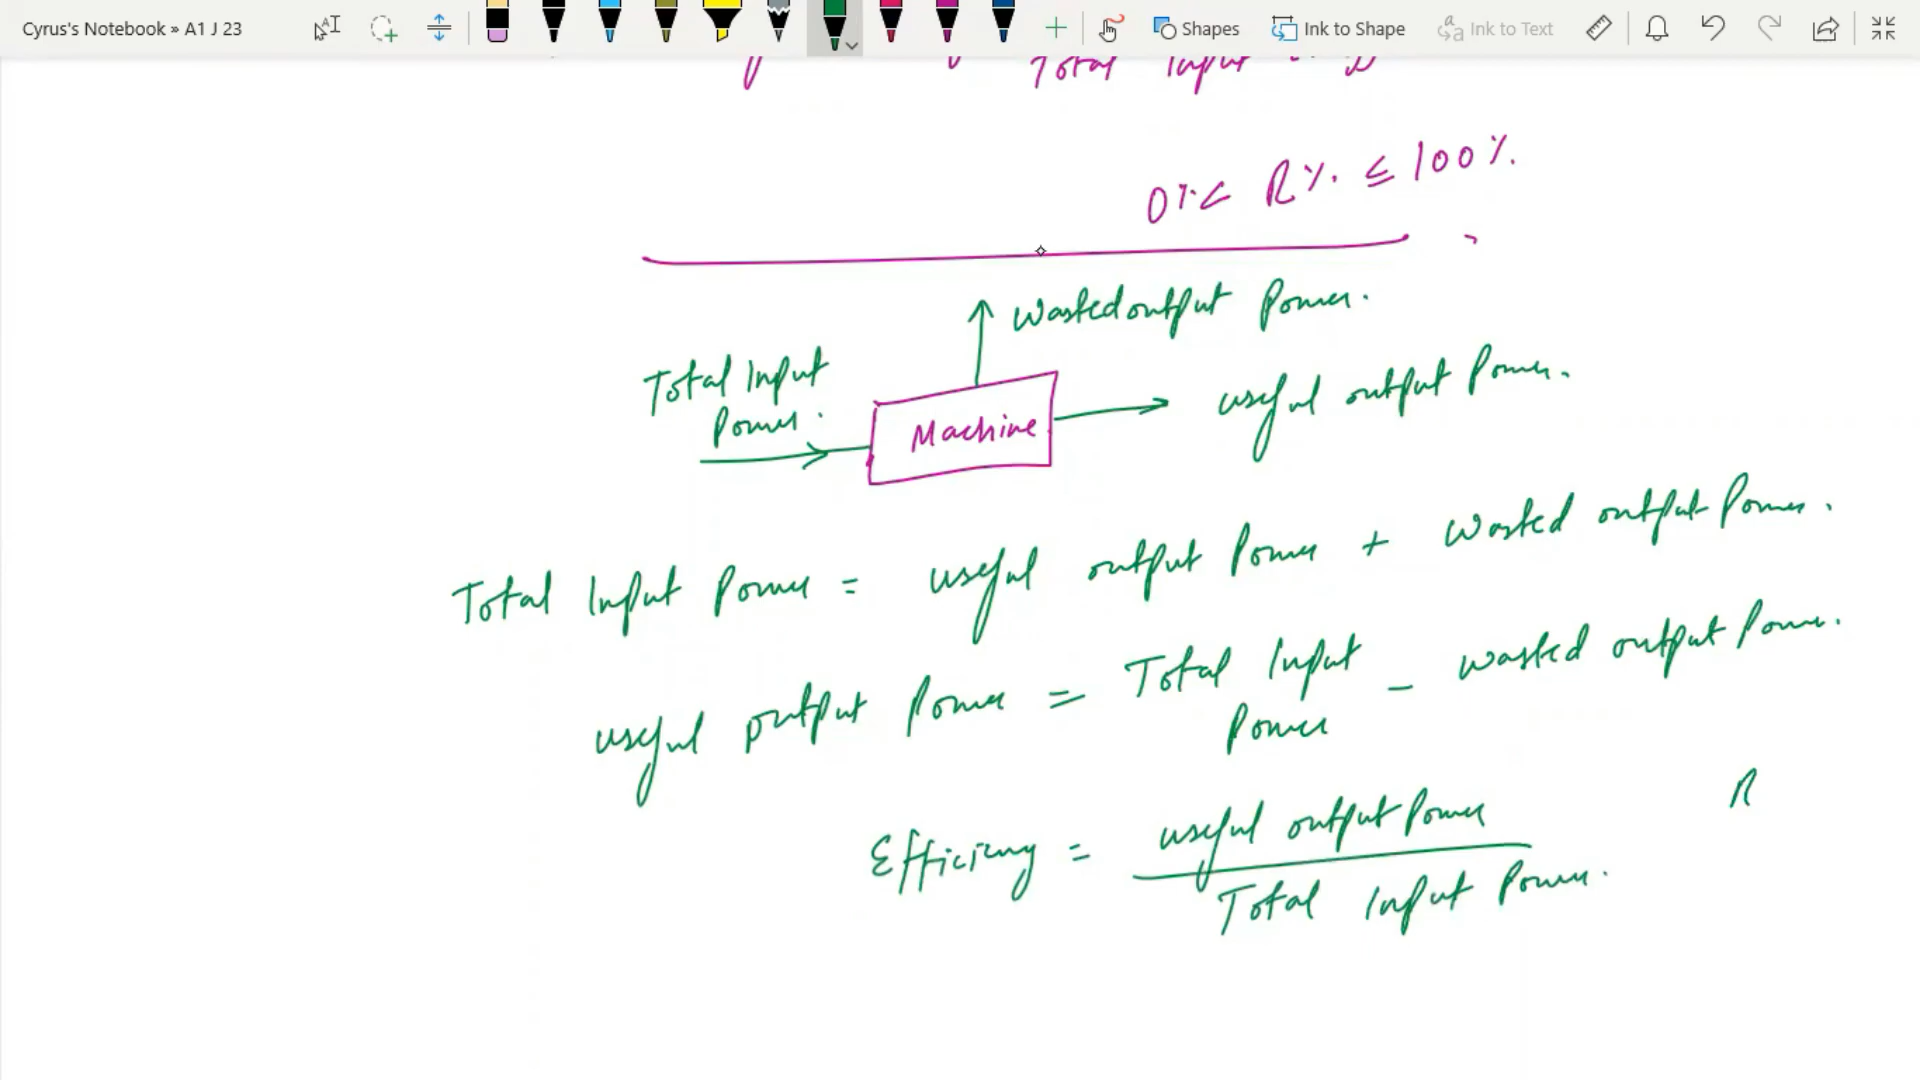 Cyrus's Notebook » A1 J 23
Shapes
Ink to Shape
Ink to Text
Total Input
0% < R% ≤ 100%.
Wasted output Power.
Total Input
Power.
Machine
useful output Power.
Total Input Power = useful output Power + Wasted output Power.
useful output Power = Total Input Power - wasted output Power.
Efficiency = useful output Power
Total Input Power.
R